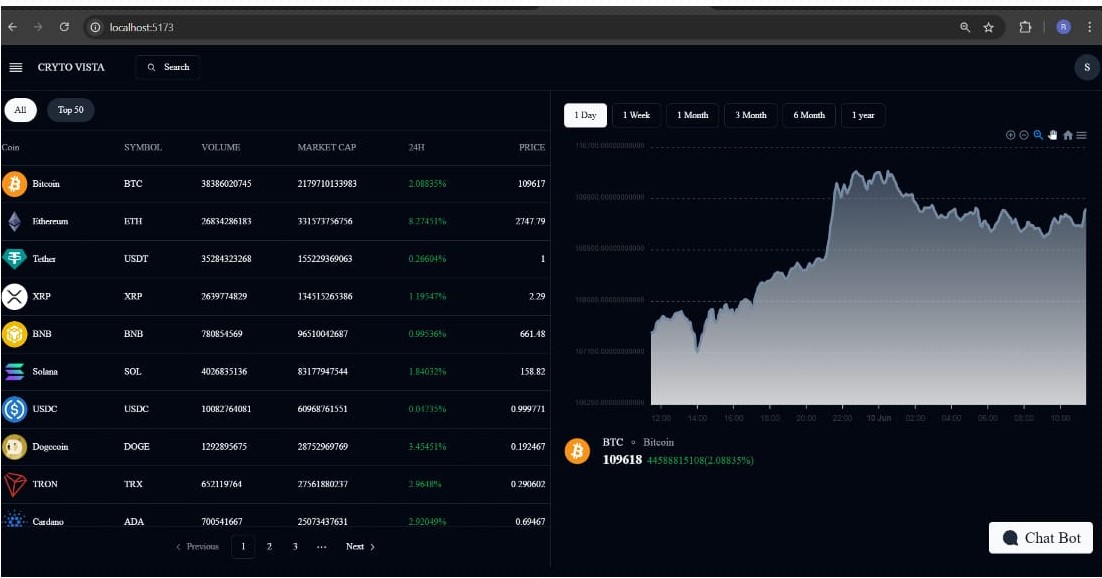 localhost:5173
R
CRYTO VISTA
Search
S
All
Top 50
Coin SYMBOL VOLUME MARKET CAP 24H PRICE
Bitcoin BTC 38386020745 2179710133983 2.08835% 109617
Ethereum ETH 26834286183 331573756756 8.27451% 2747.79
Tether USDT 35284323268 155229369063 0.26604% 1
XRP XRP 2639774829 134515265386 1.19547% 2.29
BNB BNB 780854569 96510042687 0.99536% 661.48
Solana SOL 4026835136 83177947544 1.84032% 158.82
USDC USDC 10082764081 60968761551 0.04735% 0.999771
Dogecoin DOGE 1292895675 28752969769 3.45451% 0.192467
TRON TRX 652119764 27561880237 2.9648% 0.290602
Cardano ADA 700541667 25073437631 2.92049% 0.69467
Previous 1 2 3 ... Next
1 Day 1 Week 1 Month 3 Month 6 Month 1 year
110700.00000000000
109800.00000000000
108900.00000000000
108000.00000000000
107100.00000000000
106200.00000000000
12:00 14:00 16:00 18:00 20:00 22:00 10 Jun 02:00 04:00 06:00 08:00 10:00
BTC Bitcoin
109618 44588815108(2.08835%)
Chat Bot